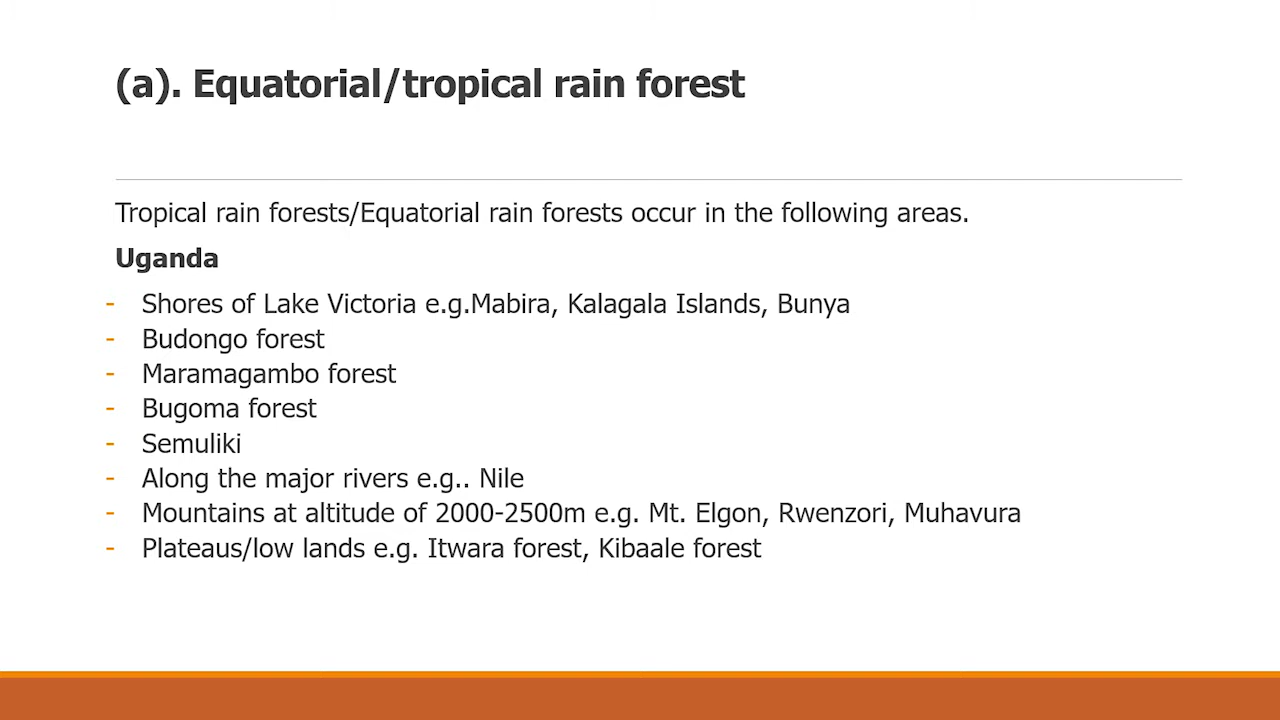 (a). Equatorial/tropical rain forest
Tropical rain forests/Equatorial rain forests occur in the following areas.
Uganda
- Shores of Lake Victoria e.g.Mabira, Kalagala Islands, Bunya
- Budongo forest
- Maramagambo forest
- Bugoma forest
- Semuliki
- Along the major rivers e.g.. Nile
- Mountains at altitude of 2000-2500m e.g. Mt. Elgon, Rwenzori, Muhavura
- Plateaus/low lands e.g. Itwara forest, Kibaale forest